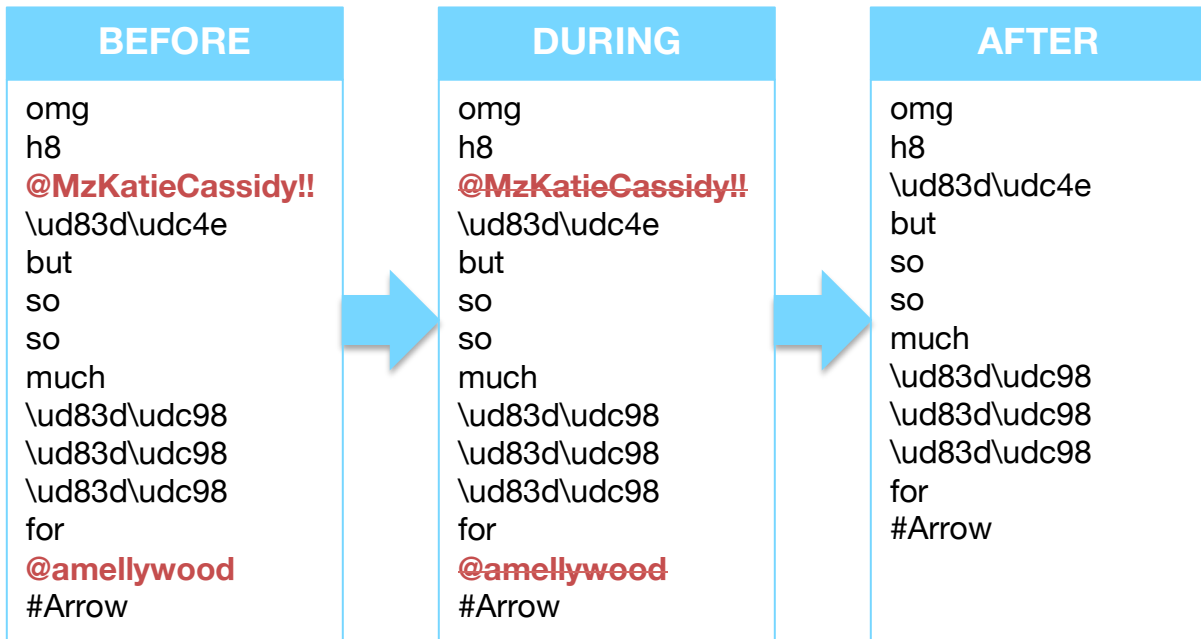 BEFORE
omg
h8
@MzKatieCassidy!!
\ud83d\udc4e
but
so
so
much
\ud83d\udc98
\ud83d\udc98
\ud83d\udc98
for
@amellywood
#Arrow
DURING
omg
h8
@MzKatieCassidy!!
\ud83d\udc4e
but
so
so
much
\ud83d\udc98
\ud83d\udc98
\ud83d\udc98
for
@amellywood
#Arrow
AFTER
omg
h8
\ud83d\udc4e
but
so
so
much
\ud83d\udc98
\ud83d\udc98
\ud83d\udc98
for
#Arrow